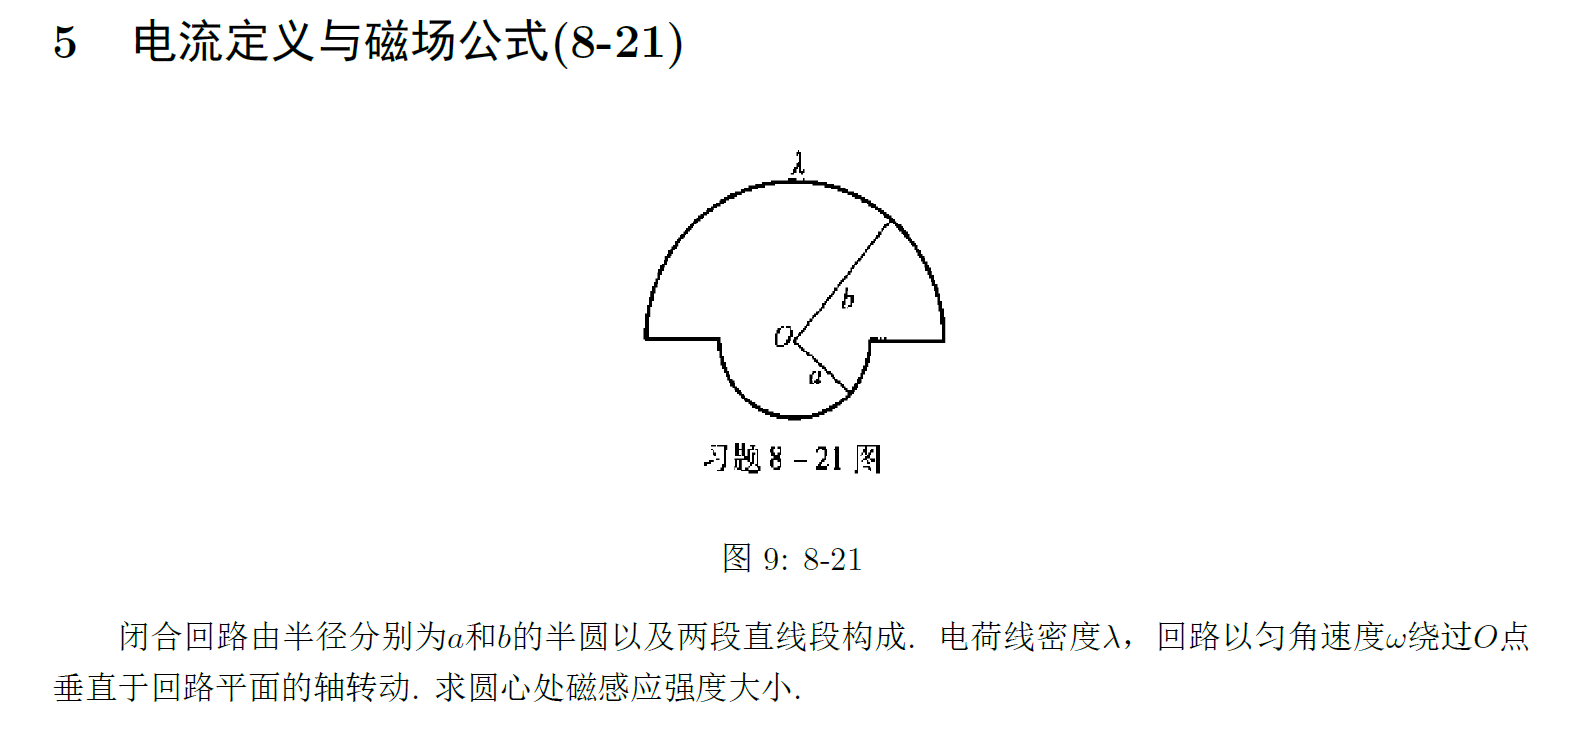 5 电流定义与磁场公式(8-21)
λ
b
O
a
习题 8－21 图
图 9: 8-21
闭合回路由半径分别为a和b的半圆以及两段直线段构成. 电荷线密度λ，回路以匀角速度ω绕过O点
垂直于回路平面的轴转动. 求圆心处磁感应强度大小.